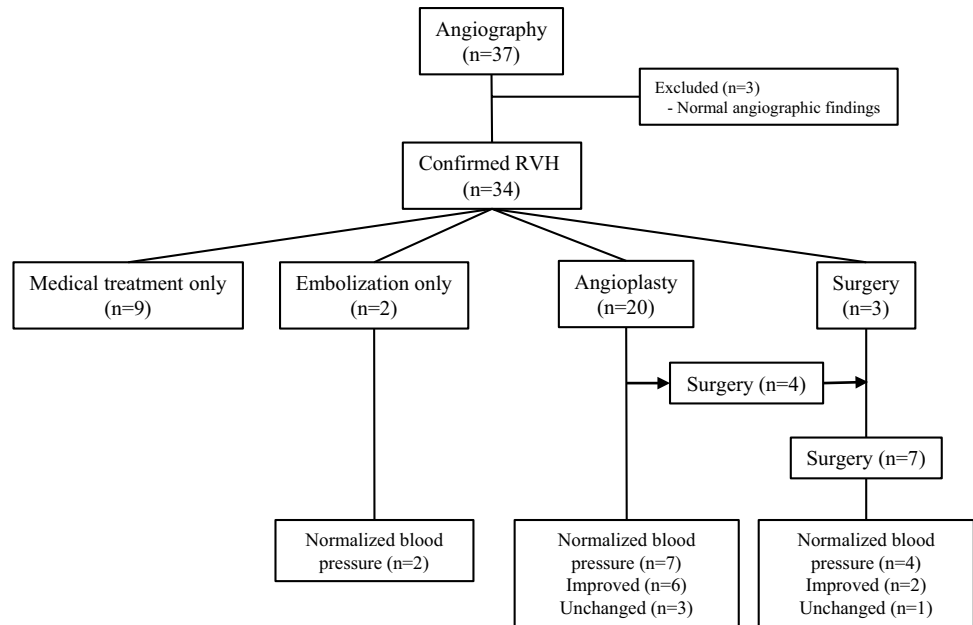 Angiography
(n=37)
Excluded (n=3)
- Normal angiographic findings
Confirmed RVH
(n=34)
Medical treatment only
(n=9)
Embolization only
(n=2)
Angioplasty
(n=20)
Surgery
(n=3)
Surgery (n=4)
Surgery (n=7)
Normalized blood
pressure (n=2)
Normalized blood
pressure (n=7)
Improved (n=6)
Unchanged (n=3)
Normalized blood
pressure (n=4)
Improved (n=2)
Unchanged (n=1)